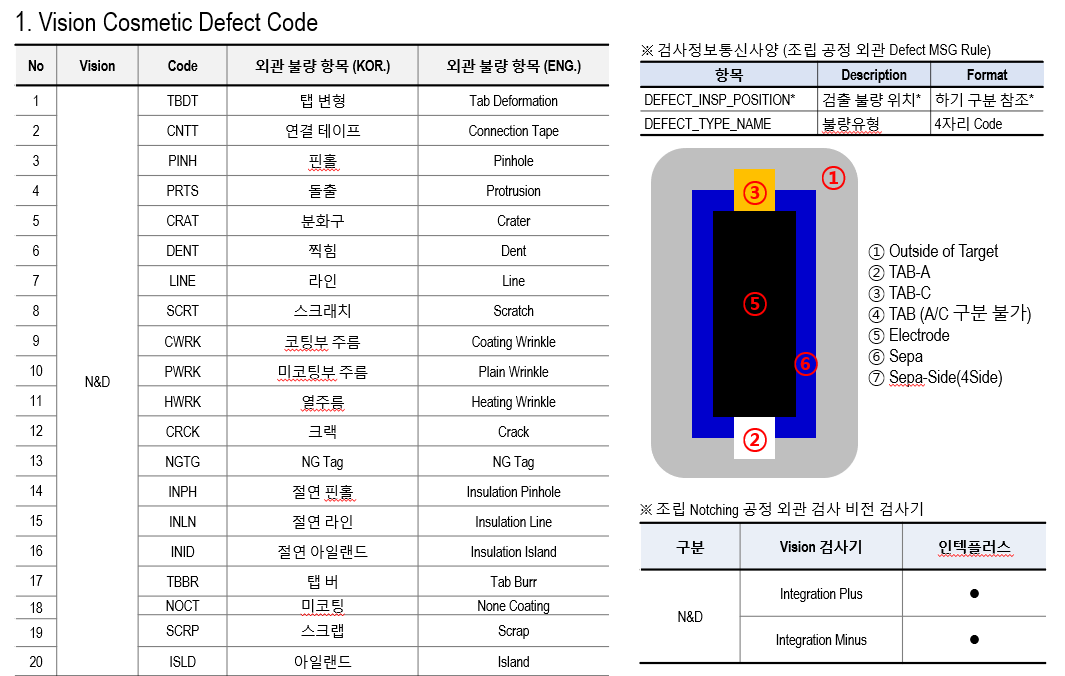 1. Vision Cosmetic Defect Code
No Vision Code 외관 불량 항목 (KOR.) 외관 불량 항목 (ENG.)
1 TBDT 탭 변형 Tab Deformation
2 CNTT 연결 테이프 Connection Tape
3 PINH 핀홀 Pinhole
4 PRTS 돌출 Protrusion
5 CRAT 분화구 Crater
6 DENT 찍힘 Dent
7 LINE 라인 Line
8 SCRT 스크래치 Scratch
9 CWRK 코팅부 주름 Coating Wrinkle
10 PWRK 미코팅부 주름 Plain Wrinkle
N&D
11 HWRK 열주름 Heating Wrinkle
12 CRCK 크랙 Crack
13 NGTG NG Tag NG Tag
14 INPH 절연 핀홀 Insulation Pinhole
15 INLN 절연 라인 Insulation Line
16 INID 절연 아일랜드 Insulation Island
17 TBBR 탭 버 Tab Burr
18 NOCT 미코팅 None Coating
19 SCRP 스크랩 Scrap
20 ISLD 아일랜드 Island
※ 검사정보통신사양 (조립 공정 외관 Defect MSG Rule)
항목 Description Format
DEFECT_INSP_POSITION* 검출 불량 위치* 하기 구분 참조*
DEFECT_TYPE_NAME 불량유형 4자리 Code
①
③
⑤
⑥
②
① Outside of Target
② TAB-A
③ TAB-C
④ TAB (A/C 구분 불가)
⑤ Electrode
⑥ Sepa
⑦ Sepa-Side(4Side)
※ 조립 Notching 공정 외관 검사 비전 검사기
구분 Vision 검사기 인텍플러스
N&D
Integration Plus ●
Integration Minus ●